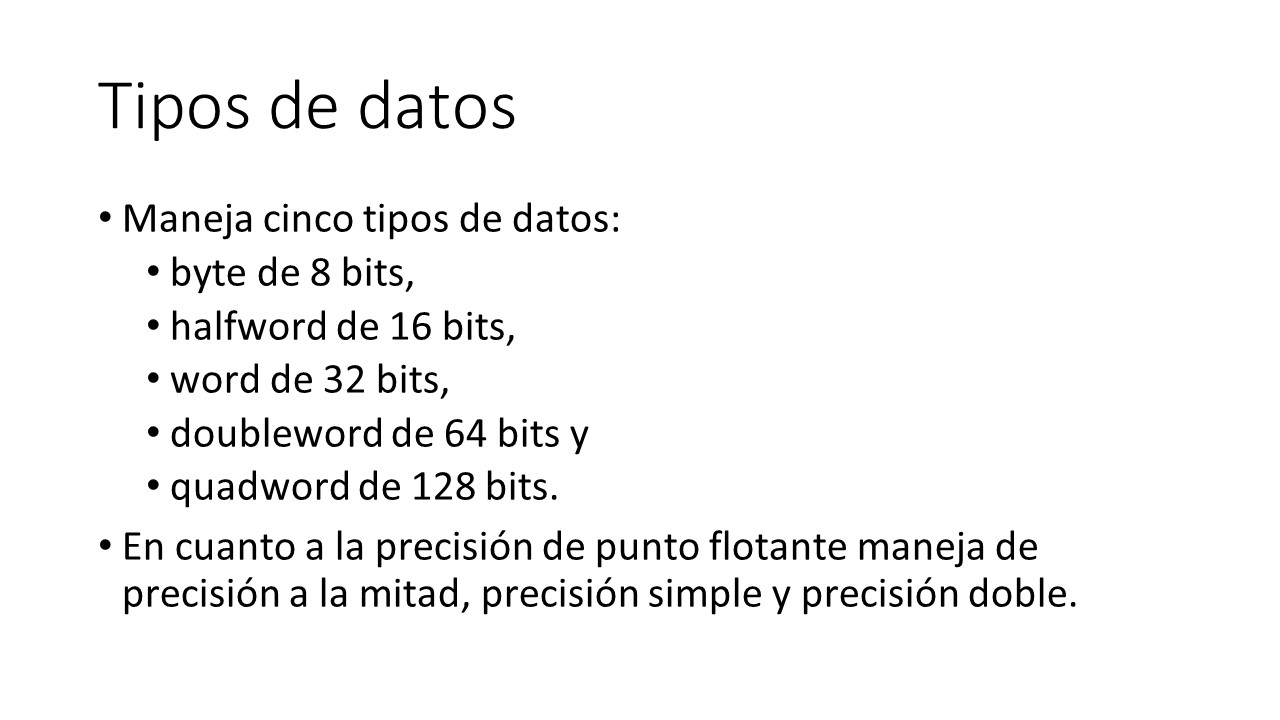 Tipos de datos
• Maneja cinco tipos de datos:
• byte de 8 bits,
• halfword de 16 bits,
• word de 32 bits,
• doubleword de 64 bits y
• quadword de 128 bits.
• En cuanto a la precisión de punto flotante maneja de
precisión a la mitad, precisión simple y precisión doble.